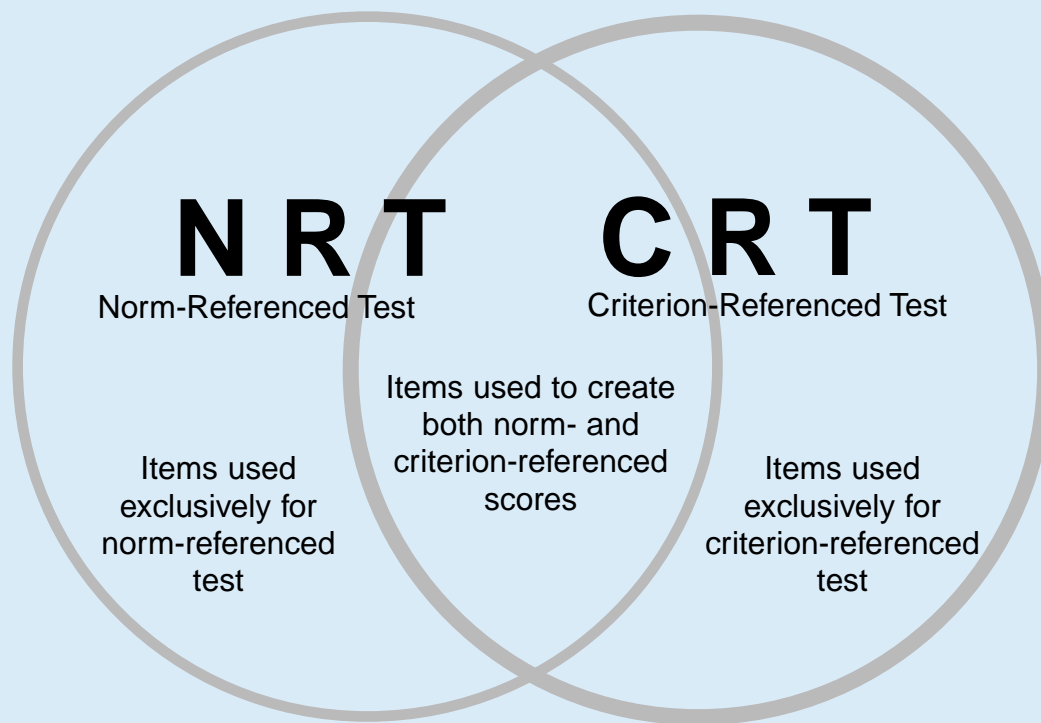 N R T
Norm-Referenced Test
C R T
Criterion-Referenced Test
Items used
exclusively for
norm-referenced
test
Items used to create
both norm- and
criterion-referenced
scores
Items used
exclusively for
criterion-referenced
test